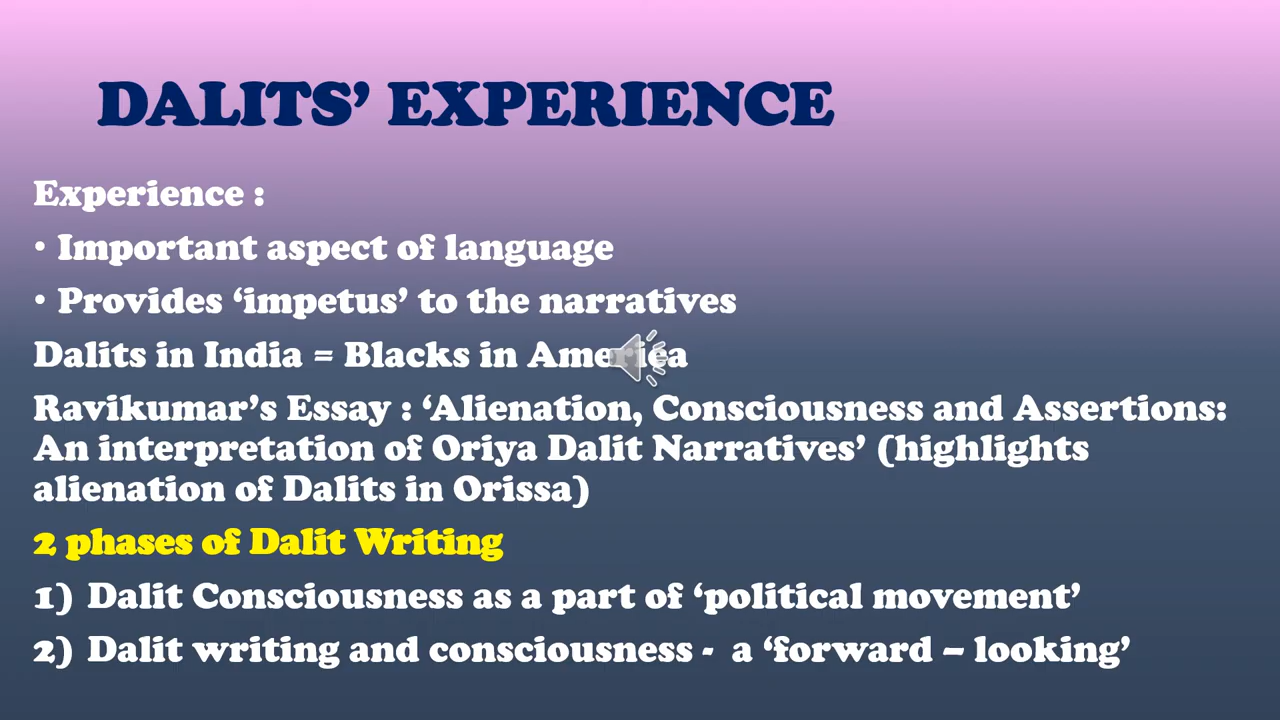 DALITS’ EXPERIENCE
Experience :
• Important aspect of language
• Provides ‘impetus’ to the narratives
Dalits in India = Blacks in America
Ravikumar’s Essay : ‘Alienation, Consciousness and Assertions:
An interpretation of Oriya Dalit Narratives’ (highlights
alienation of Dalits in Orissa)
2 phases of Dalit Writing
1) Dalit Consciousness as a part of ‘political movement’
2) Dalit writing and consciousness - a ‘forward – looking’